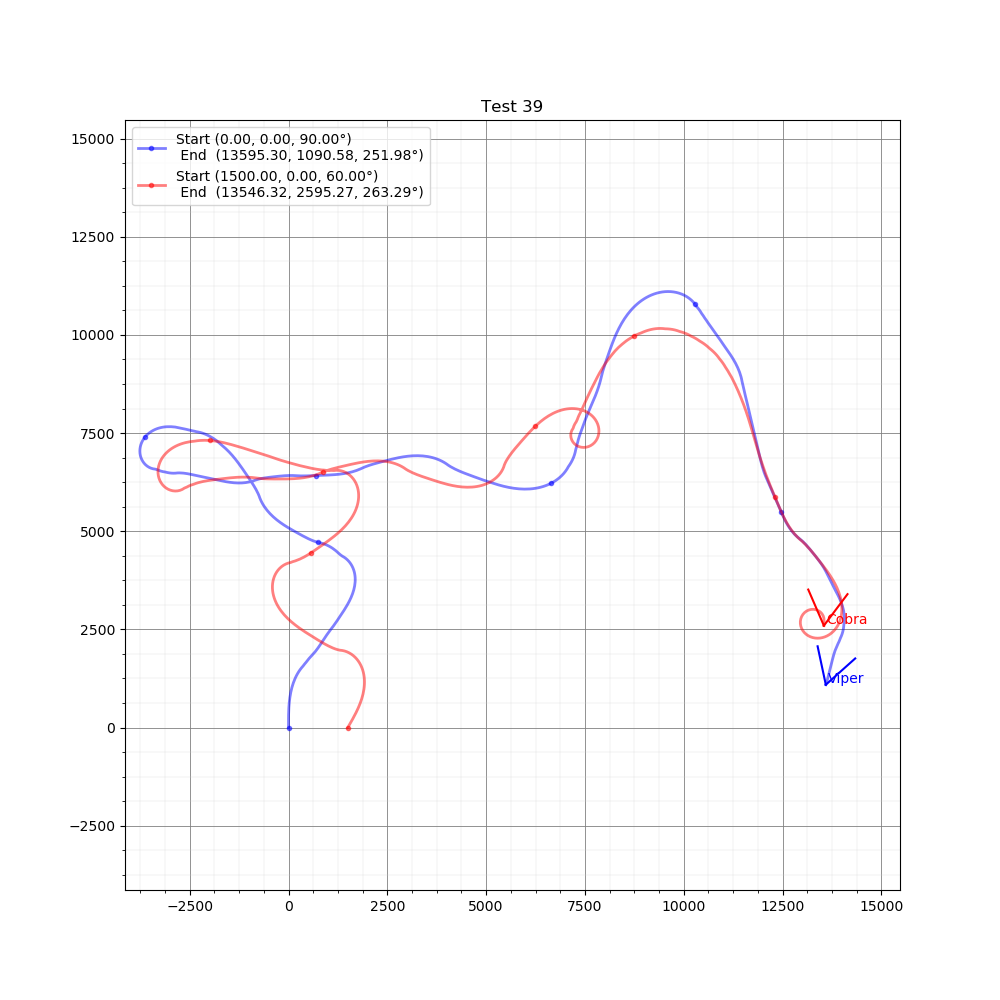 Test 39
Start (0.00, 0.00, 90.00°)
End (13595.30, 1090.58, 251.98°)
Start (1500.00, 0.00, 60.00°)
End (13546.32, 2595.27, 263.29°)
15000
12500
10000
7500
5000
2500
0
−2500
Cobra
Viper
−2500 0 2500 5000 7500 10000 12500 15000